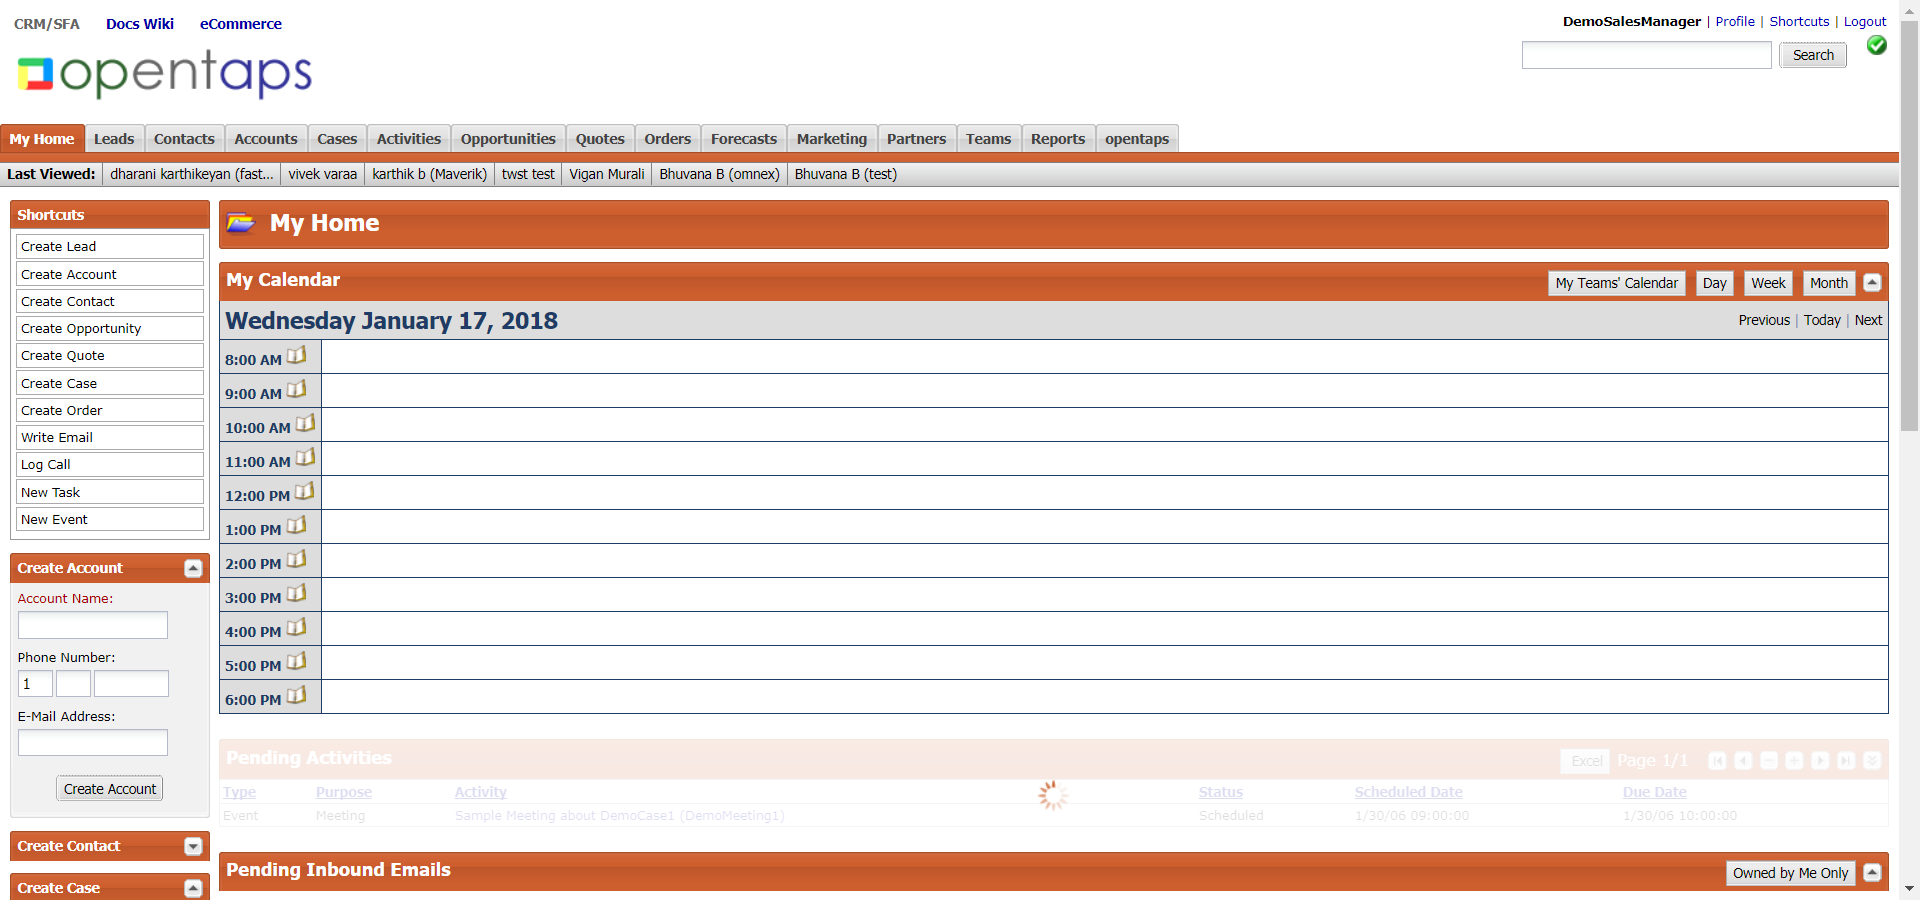 CRM/SFA Docs Wiki eCommerce
DemoSalesManager | Profile | Shortcuts | Logout
opentaps
Search
My Home Leads Contacts Accounts Cases Activities Opportunities Quotes Orders Forecasts Marketing Partners Teams Reports opentaps
Last Viewed: dharani karthikeyan (fast... vivek varaa karthik b (Maverik) twst test Vigan Murali Bhuvana B (omnex) Bhuvana B (test)
Shortcuts
Create Lead
Create Account
Create Contact
Create Opportunity
Create Quote
Create Case
Create Order
Write Email
Log Call
New Task
New Event
Create Account
Account Name:
Phone Number:
1
E-Mail Address:
Create Account
Create Contact
Create Case
My Home
My Calendar
My Teams' Calendar Day Week Month
Wednesday January 17, 2018
Previous | Today | Next
8:00 AM
9:00 AM
10:00 AM
11:00 AM
12:00 PM
1:00 PM
2:00 PM
3:00 PM
4:00 PM
5:00 PM
6:00 PM
Pending Activities
Excel Page 1/1
Type Purpose Activity Status Scheduled Date Due Date
Event Meeting Sample Meeting about DemoCase1 (DemoMeeting1) Scheduled 1/30/06 09:00:00 1/30/06 10:00:00
Pending Inbound Emails
Owned by Me Only